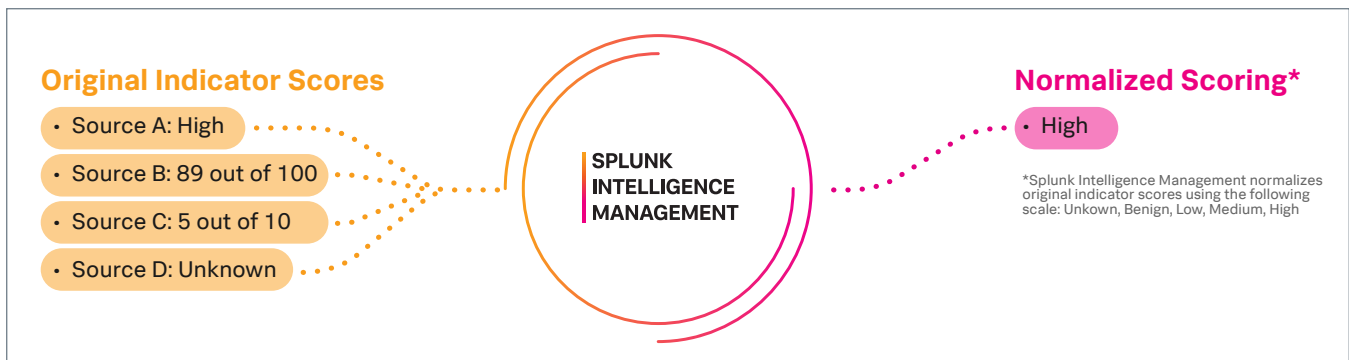 Original Indicator Scores
• Source A: High
• Source B: 89 out of 100
• Source C: 5 out of 10
• Source D: Unknown
SPLUNK
INTELLIGENCE
MANAGEMENT
Normalized Scoring*
• High
*Splunk Intelligence Management normalizes
original indicator scores using the following
scale: Unkown, Benign, Low, Medium, High